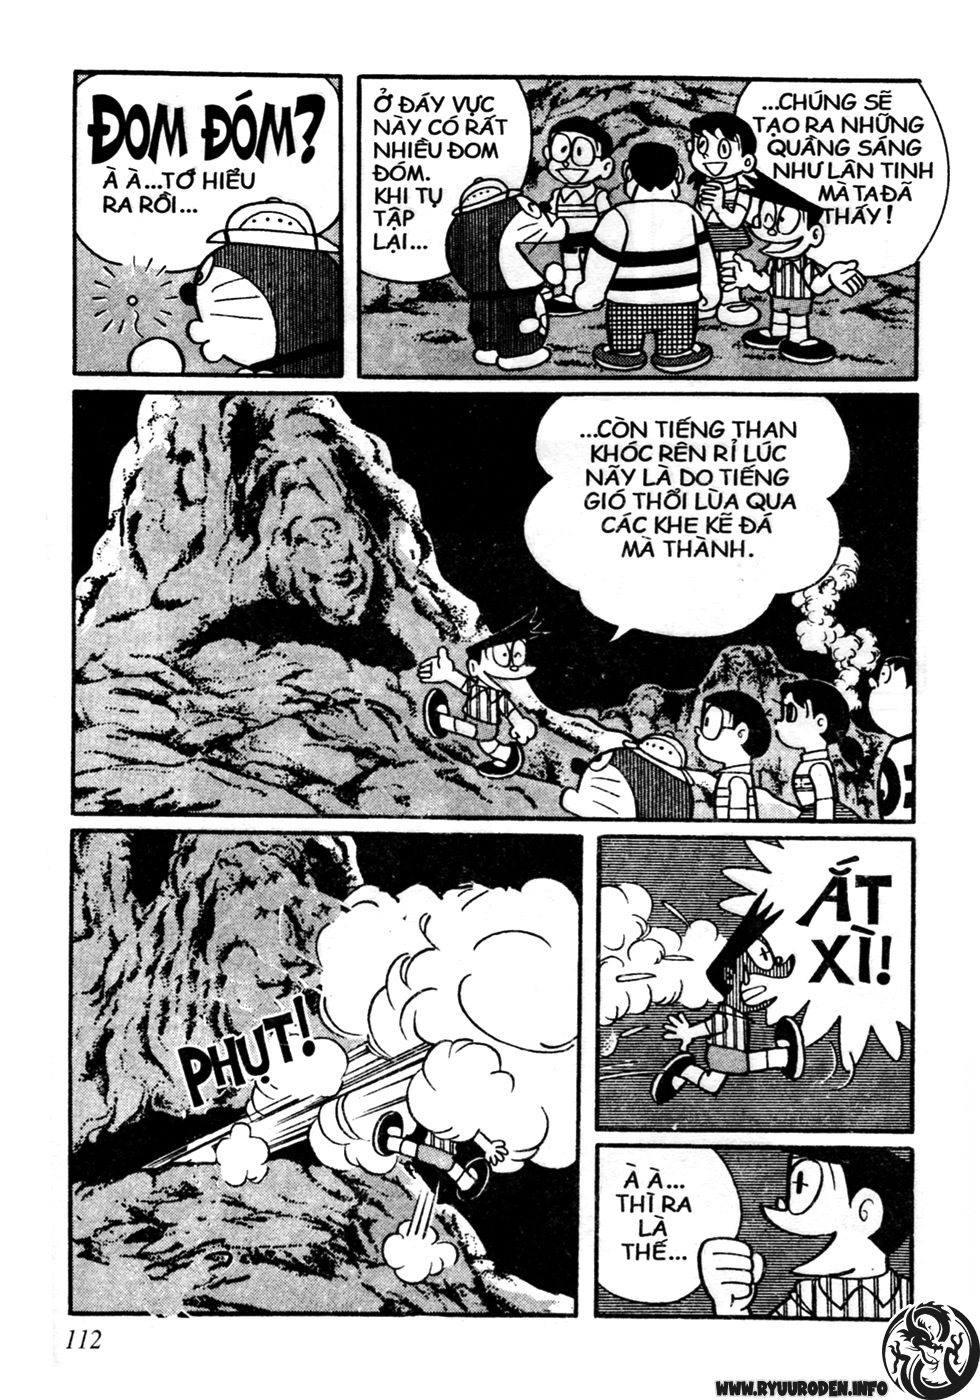 ĐOM ĐÓM?
À À...TỚ HIỂU
RA RỒI...
Ở ĐÁY VỰC
NÀY CÓ RẤT
NHIỀU ĐOM
ĐÓM.
KHI TỤ
TẬP
LẠI...
...CHÚNG SẼ
TẠO RA NHỮNG
QUẦNG SÁNG
NHƯ LÂN TINH
MÀ TA ĐÃ
THẤY!
...CÒN TIẾNG THAN
KHÓC RÊN RỈ LÚC
NÃY LÀ DO TIẾNG
GIÓ THỔI LÙA QUA
CÁC KHE KẼ ĐÁ
MÀ THÀNH.
PHỤT!
ẮT
XÌ!
À À...
THÌ RA
LÀ
THẾ...
112
WWW.RYUURODEN.INFO